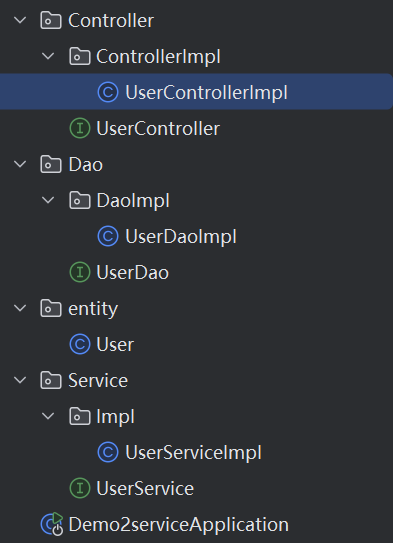 Controller
ControllerImpl
C UserControllerImpl
I UserController
Dao
DaoImpl
C UserDaoImpl
I UserDao
entity
C User
Service
Impl
C UserServiceImpl
I UserService
C Demo2serviceApplication